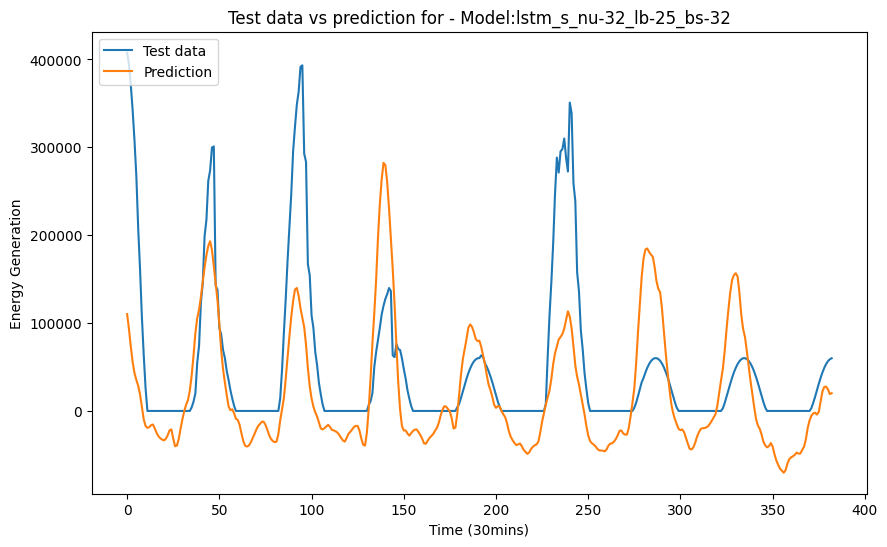 Test data vs prediction for - Model:lstm_s_nu-32_lb-25_bs-32
Test data
Prediction
400000
300000
200000
100000
0
Energy Generation
0 50 100 150 200 250 300 350 400
Time (30mins)